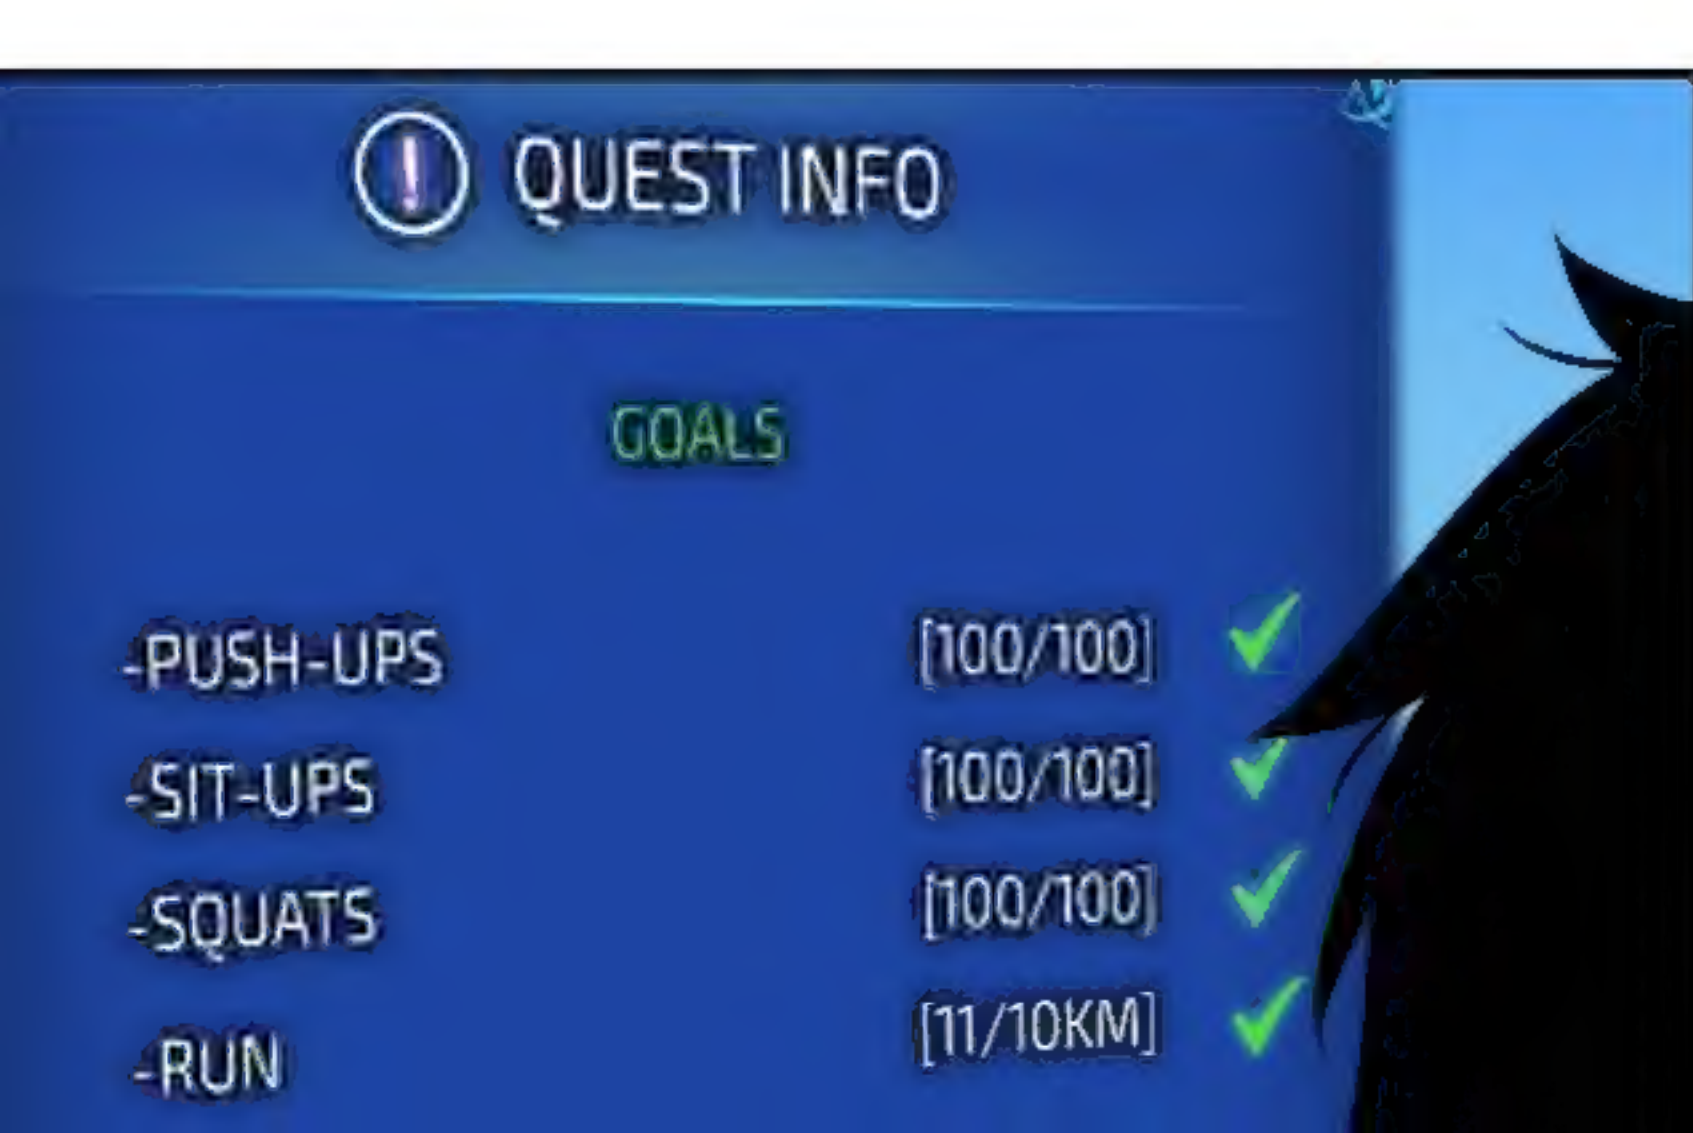 ! QUEST INFO
GOALS
-PUSH-UPS [100/100] ✓
-SIT-UPS [100/100] ✓
-SQUATS [100/100] ✓
-RUN [11/10KM] ✓